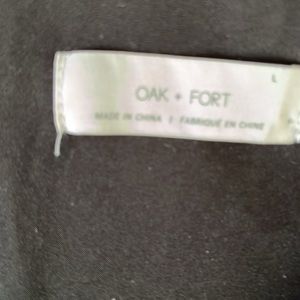 L
OAK + FORT
MADE IN CHINA | FABRIQUÉ EN CHINE